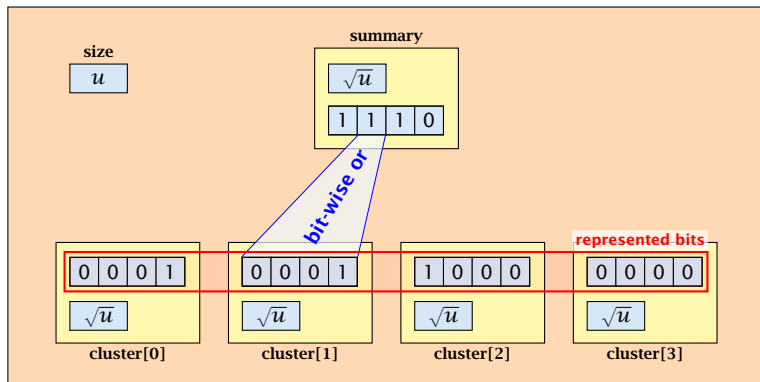 summary
size
u
√u
1 1 1 0
bit-wise or
represented bits
0 0 0 1
0 0 0 1
1 0 0 0
0 0 0 0
√u
√u
√u
√u
cluster[0]
cluster[1]
cluster[2]
cluster[3]